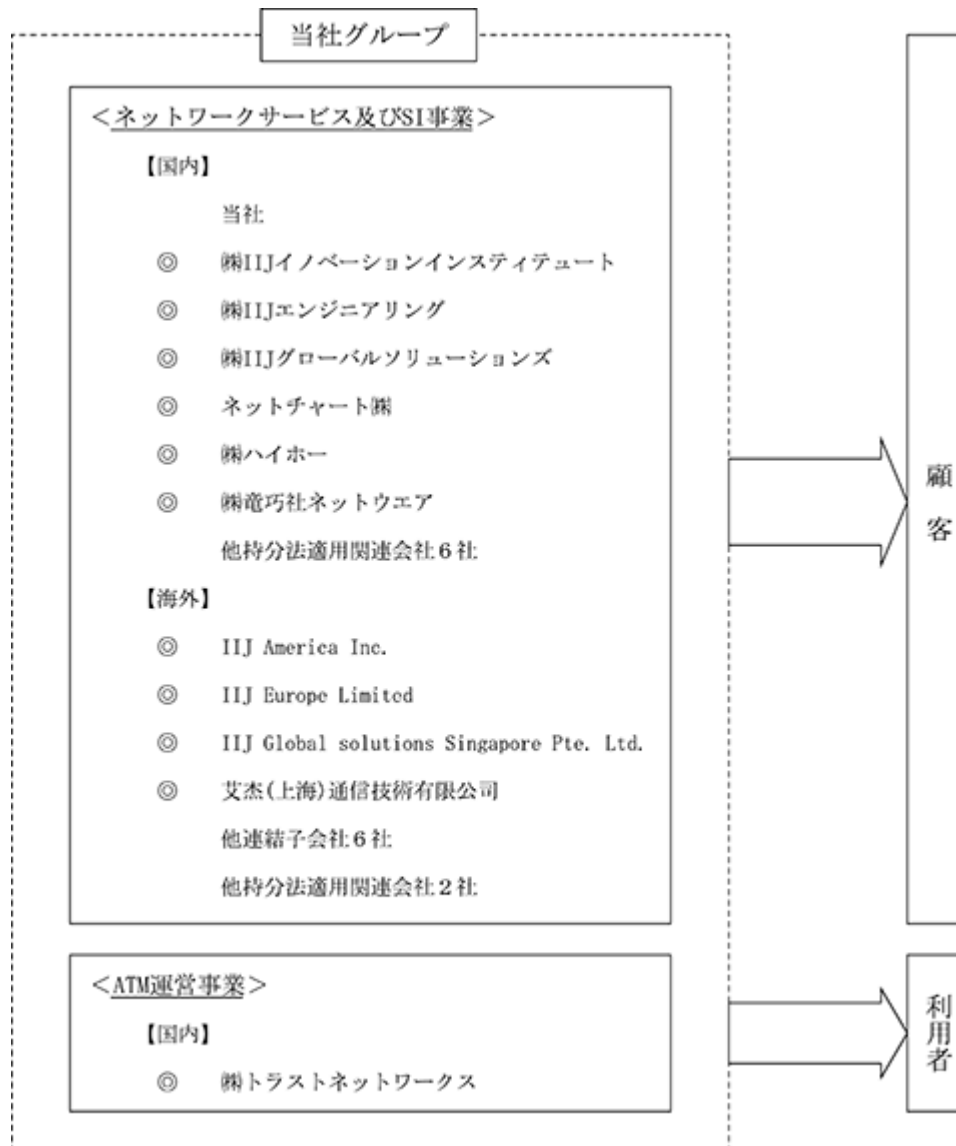 当社グループ
＜ネットワークサービス及びSI事業＞
【国内】
当社
◎ ㈱IIJイノベーションインスティテュート
◎ ㈱IIJエンジニアリング
◎ ㈱IIJグローバルソリューションズ
◎ ネットチャート㈱
◎ ㈱ハイホー
◎ ㈱竜巧社ネットウエア
他持分法適用関連会社６社
【海外】
◎ IIJ America Inc.
◎ IIJ Europe Limited
◎ IIJ Global solutions Singapore Pte. Ltd.
◎ 艾杰(上海)通信技術有限公司
他連結子会社６社
他持分法適用関連会社２社
顧客
＜ATM運営事業＞
【国内】
◎ ㈱トラストネットワークス
利用者